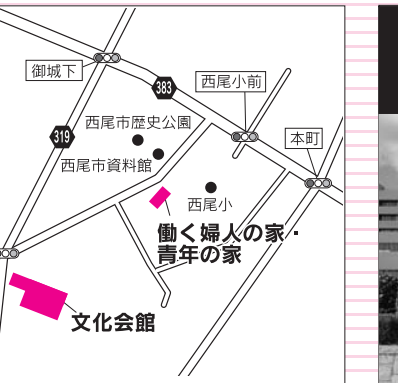 御城下
383
西尾小前
319
西尾市歴史公園
本町
西尾市資料館
西尾小
働く婦人の家・
青年の家
文化会館